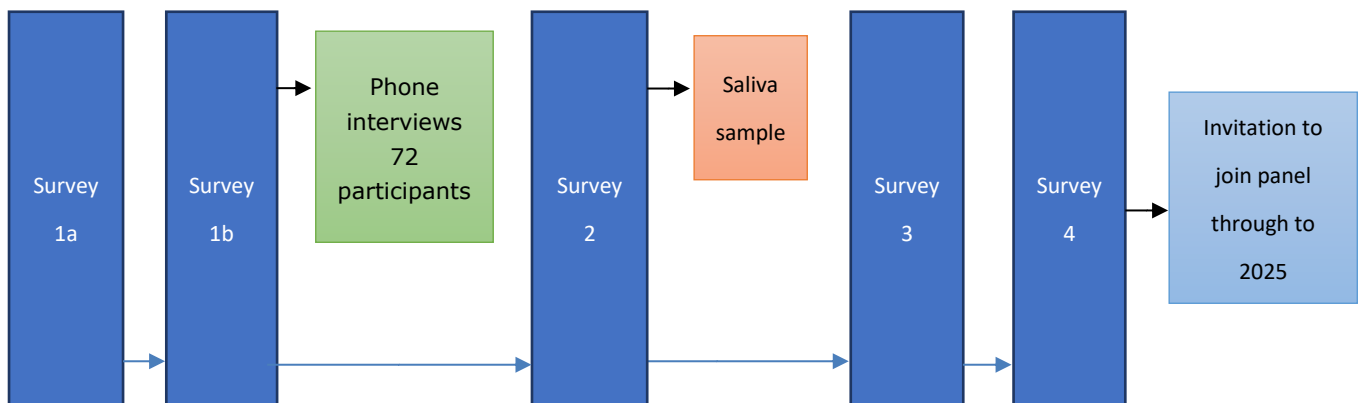 Survey
1a
Survey
1b
Phone
interviews
72
participants
Survey
2
Saliva
sample
Survey
3
Survey
4
Invitation to
join panel
through to
2025